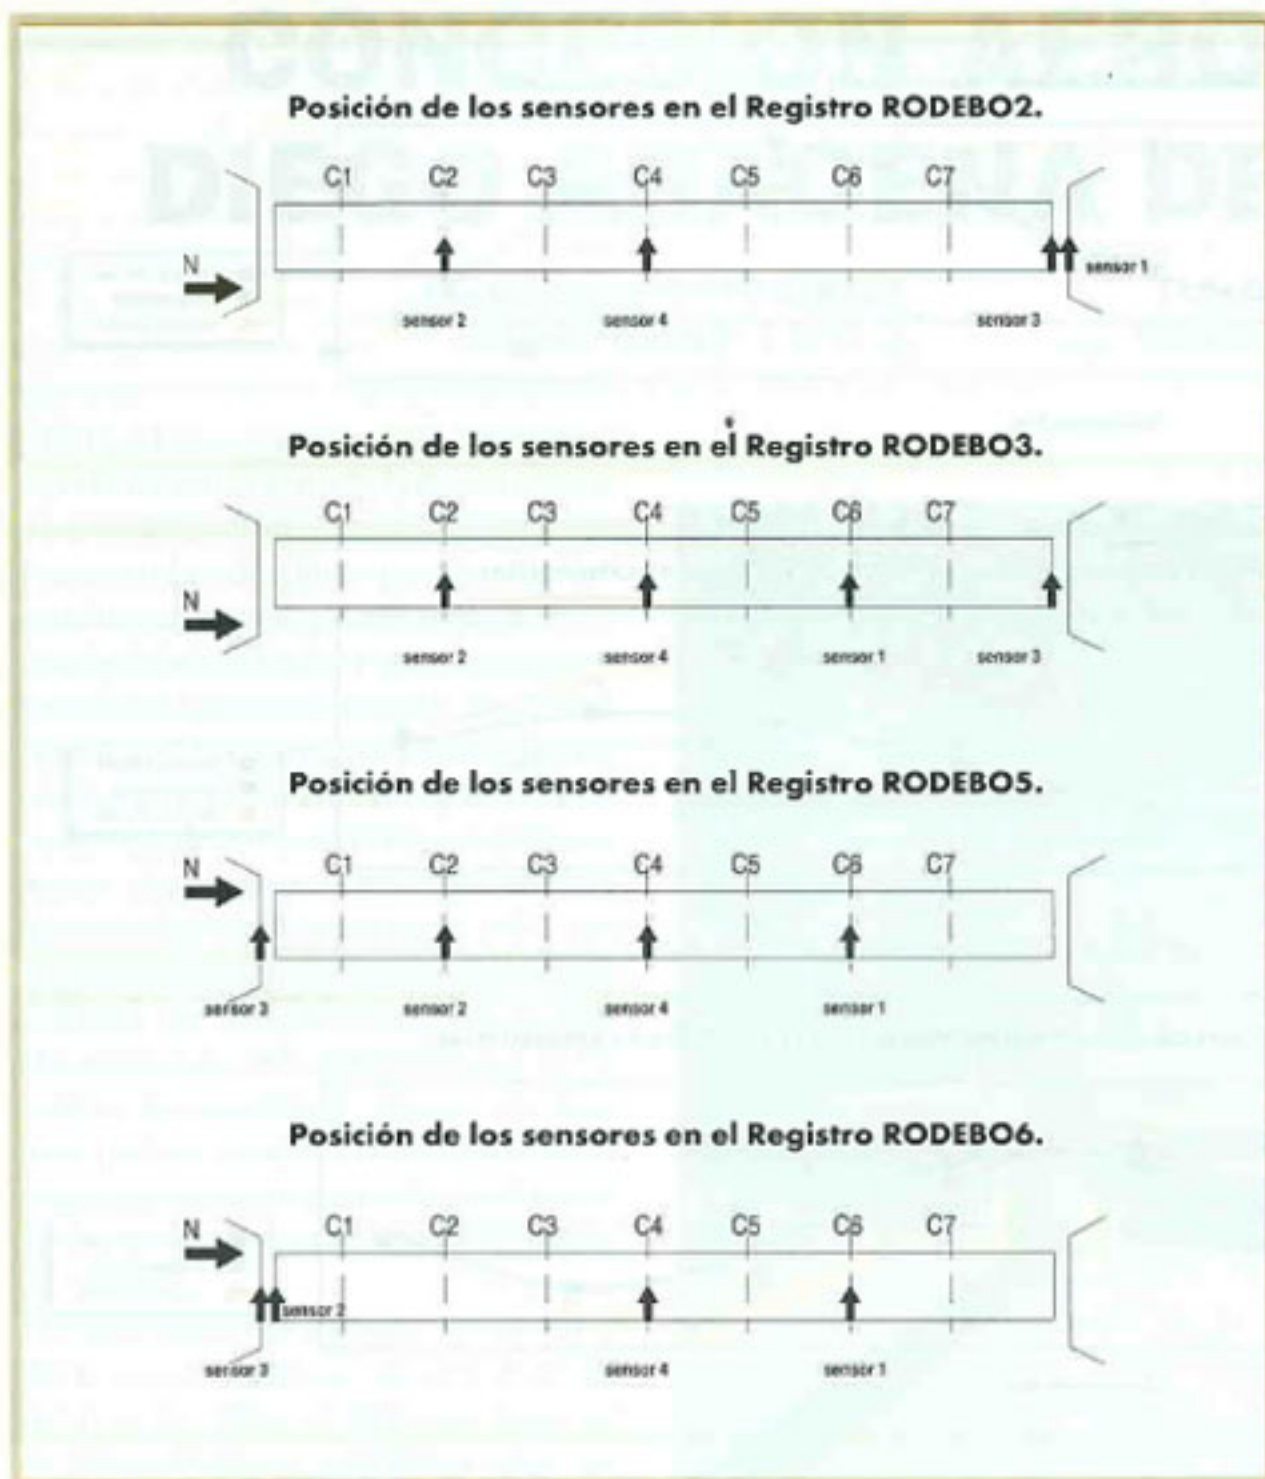 Posición de los sensores en el Registro RODEBO2.
C1 C2 C3 C4 C5 C6 C7
N
sensor 1
sensor 2 sensor 4 sensor 3
Posición de los sensores en el Registro RODEBO3.
C1 C2 C3 C4 C5 C6 C7
N
sensor 2 sensor 4 sensor 1 sensor 3
Posición de los sensores en el Registro RODEBO5.
N C1 C2 C3 C4 C5 C6 C7
sensor 3 sensor 2 sensor 4 sensor 1
Posición de los sensores en el Registro RODEBO6.
N C1 C2 C3 C4 C5 C6 C7
sensor 2
sensor 3 sensor 4 sensor 1